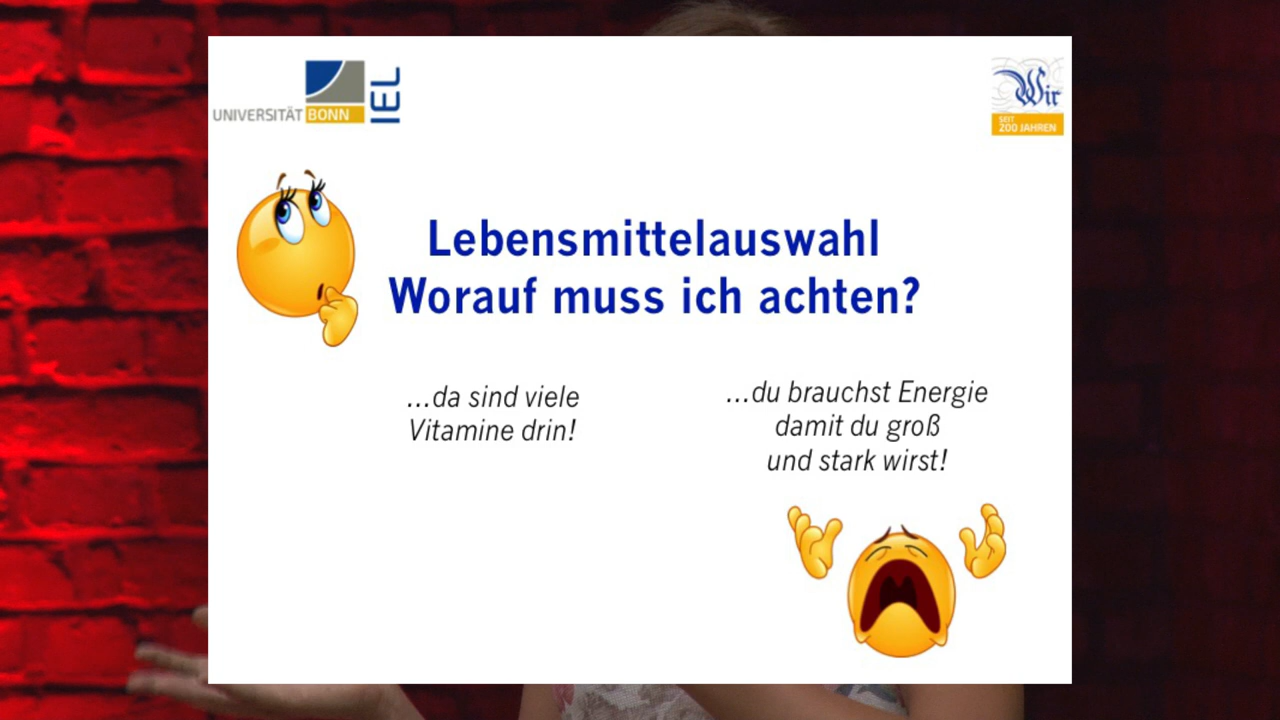 UNIVERSITÄT BONN
IEL
Wir
SEIT
200 JAHREN
Lebensmittelauswahl
Worauf muss ich achten?
...da sind viele
Vitamine drin!
...du brauchst Energie
damit du groß
und stark wirst!